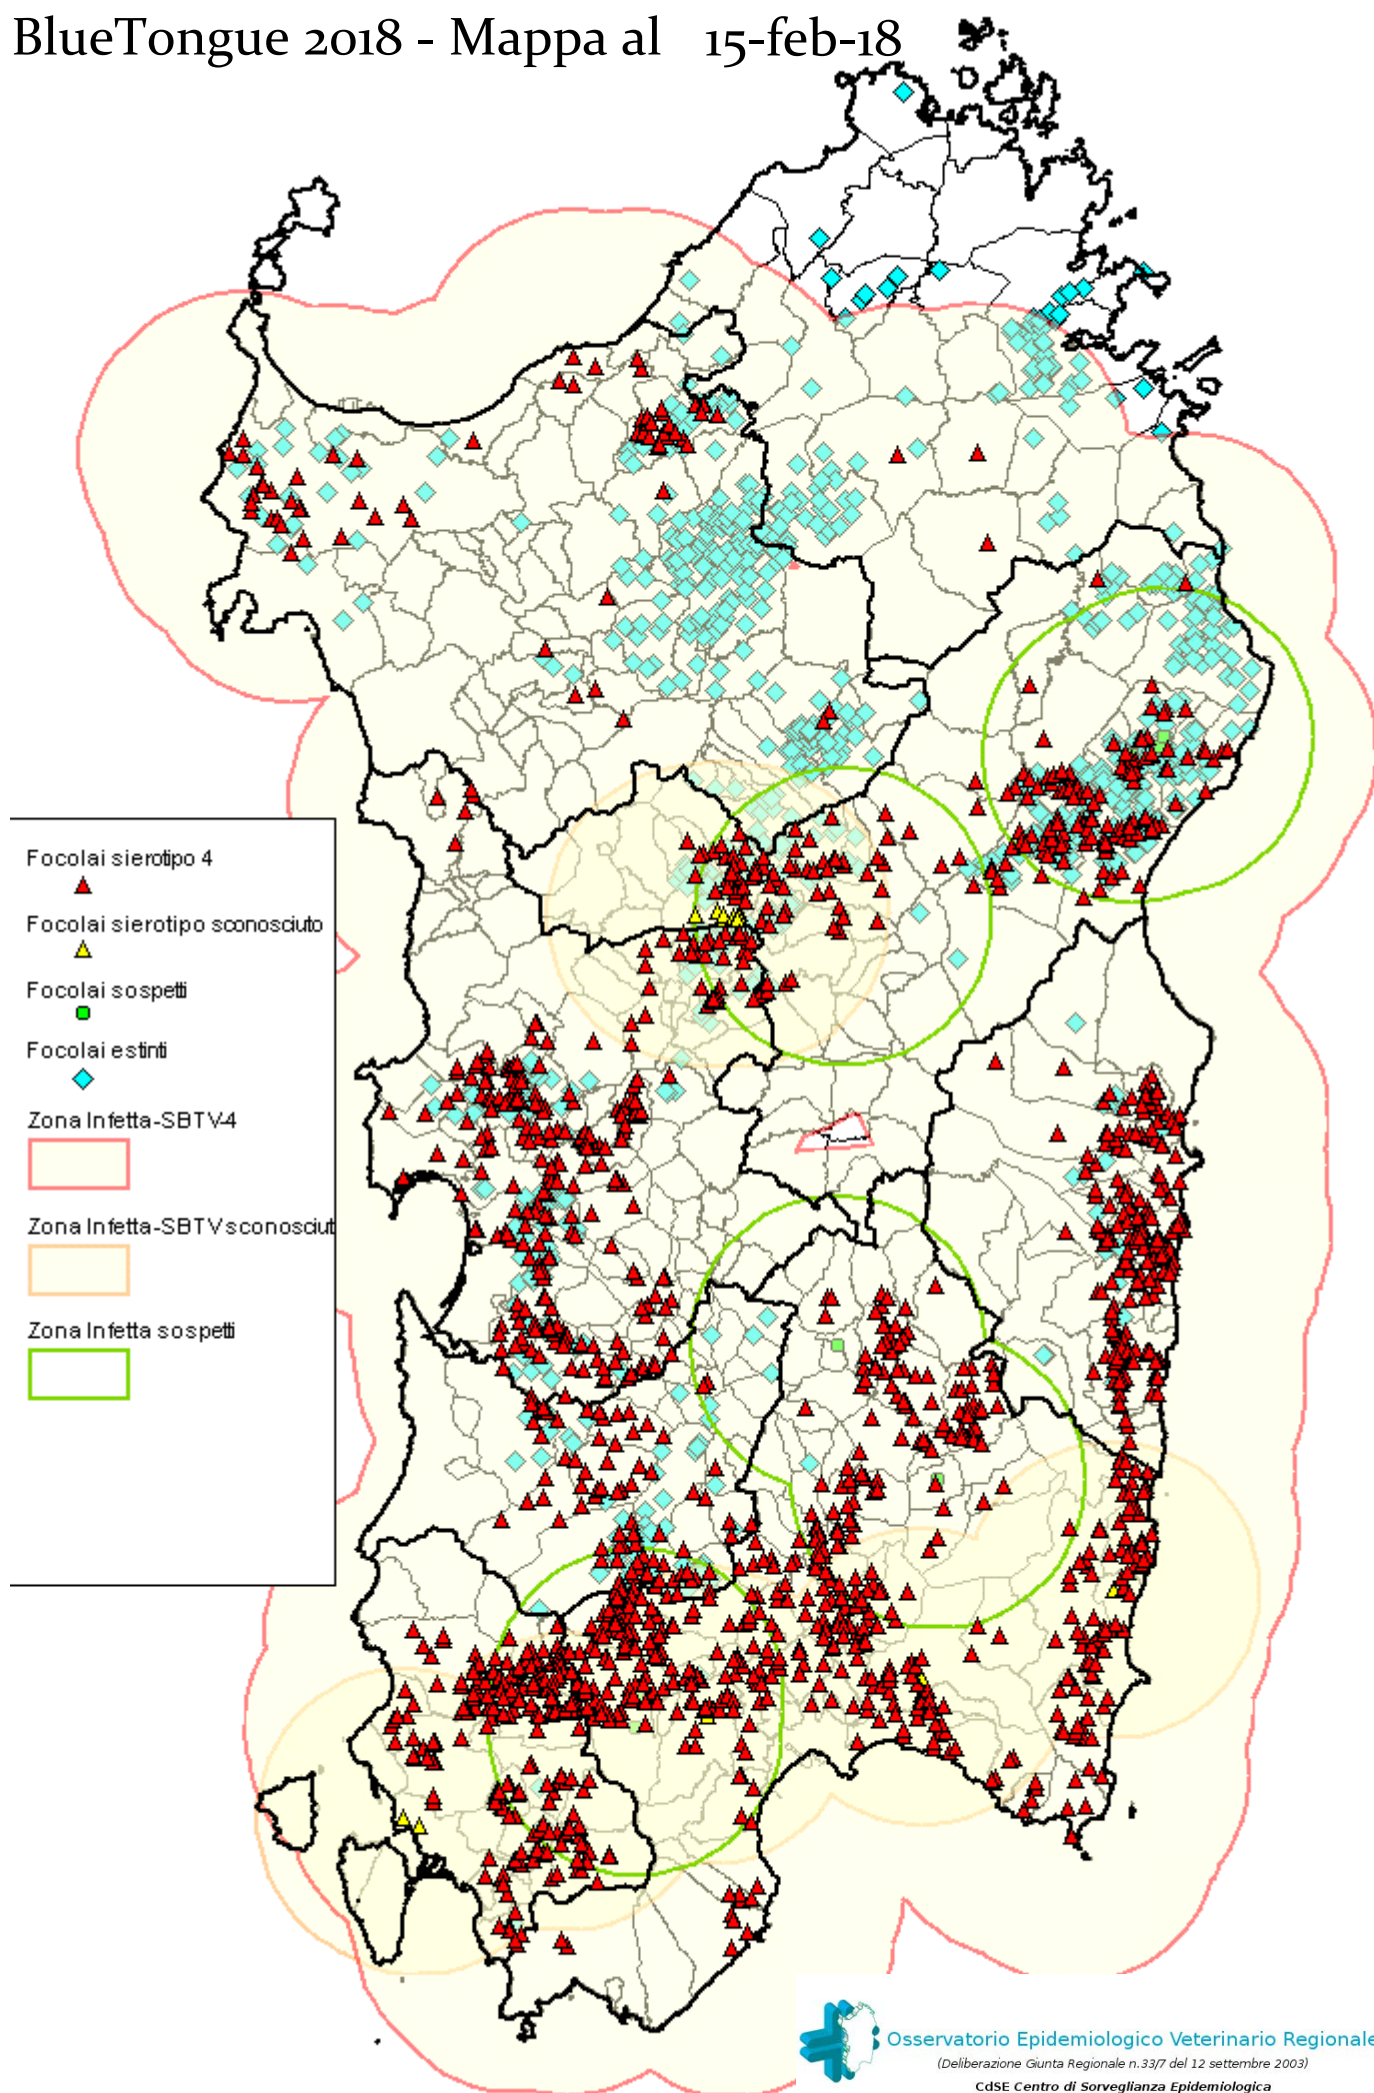 BlueTongue 2018 - Mappa al 15-feb-18
Focolai sierotipo 4
Focolai sierotipo sconosciuto
Focolai sospetti
Focolai estinti
Zona Infetta-SBTV-4
Zona Infetta-SBTV sconosciut
Zona Infetta sospetti
Osservatorio Epidemiologico Veterinario Regionale
(Deliberazione Giunta Regionale n.33/7 del 12 settembre 2003)
CdSE Centro di Sorveglianza Epidemiologica